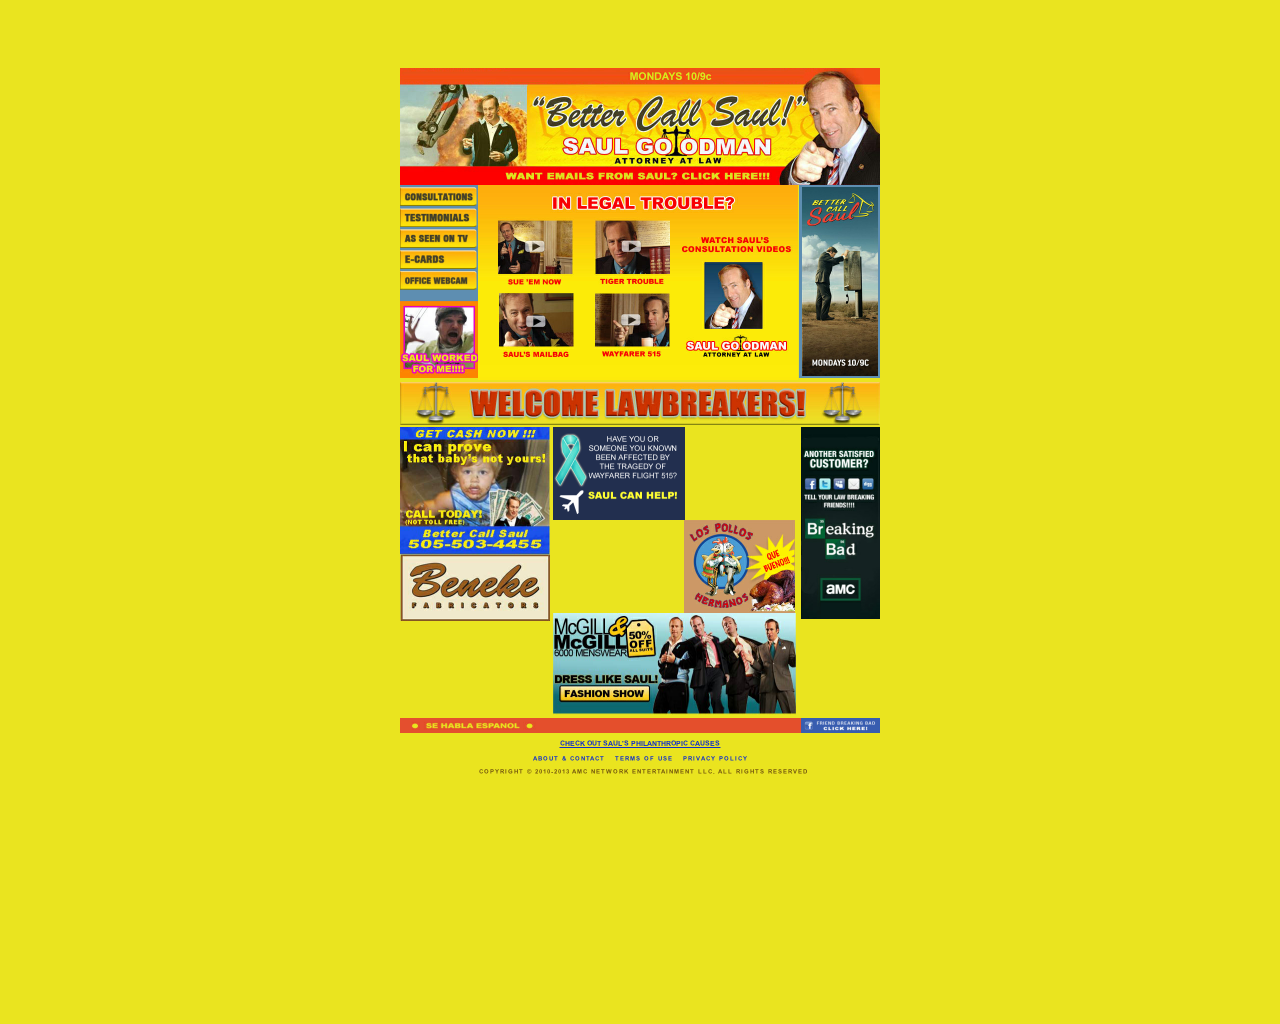 MONDAYS 10/9c
"Better Call Saul!"
SAUL GOODMAN
ATTORNEY AT LAW
WANT EMAILS FROM SAUL? CLICK HERE!!!
CONSULTATIONS
TESTIMONIALS
AS SEEN ON TV
E-CARDS
OFFICE WEBCAM
SAUL WORKED
FOR ME!!!!
IN LEGAL TROUBLE?
SUE 'EM NOW
TIGER TROUBLE
SAUL'S MAILBAG
WAYFARER 515
WATCH SAUL'S
CONSULTATION VIDEOS
SAUL GOODMAN
ATTORNEY AT LAW
BETTER
CALL
Saul
MONDAYS 10/9C
WELCOME LAWBREAKERS!
GET CASH NOW !!!
I can prove
that baby's not yours!
CALL TODAY!
(NOT TOLL FREE)
Better Call Saul
505-503-4455
Beneke
FABRICATORS
HAVE YOU OR
SOMEONE YOU KNOWN
BEEN AFFECTED BY
THE TRAGEDY OF
WAYFARER FLIGHT 515?
SAUL CAN HELP!
LOS POLLOS
HERMANOS
QUE
BUENO!!!
McGILL &
McGILL
6000 MENSWEAR
50%
OFF
ALL SUITS
DRESS LIKE SAUL!
FASHION SHOW
ANOTHER SATISFIED
CUSTOMER?
TELL YOUR LAW BREAKING
FRIENDS!!!!
Breaking
Bad
amc
SE HABLA ESPANOL
FRIEND BREAKING BAD
CLICK HERE!
CHECK OUT SAUL'S PHILANTHROPIC CAUSES
ABOUT & CONTACT TERMS OF USE PRIVACY POLICY
COPYRIGHT © 2010-2013 AMC NETWORK ENTERTAINMENT LLC, ALL RIGHTS RESERVED